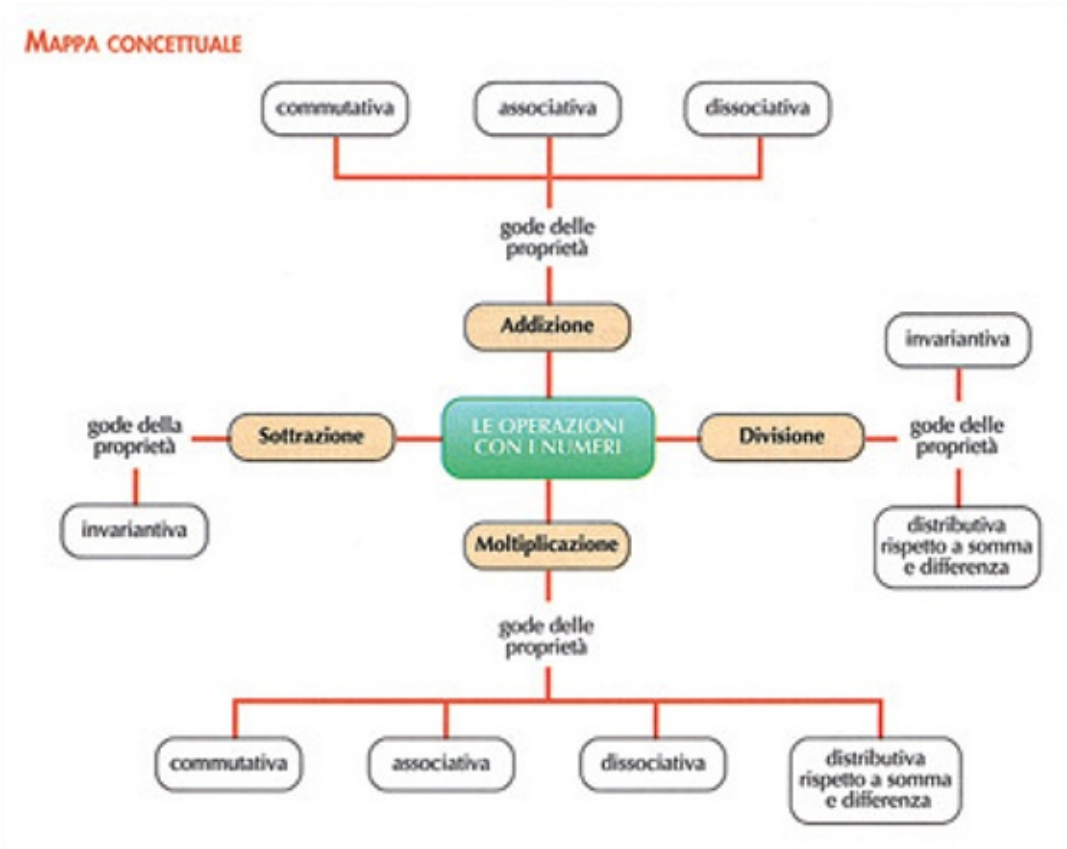 MAPPA CONCETTUALE
commutativa
associativa
dissociativa
gode delle
proprietà
Addizione
invariantiva
gode della
proprietà
Sottrazione
LE OPERAZIONI
CON I NUMERI
Divisione
gode delle
proprietà
invariantiva
Moltiplicazione
distributiva
rispetto a somma
e differenza
gode delle
proprietà
commutativa
associativa
dissociativa
distributiva
rispetto a somma
e differenza